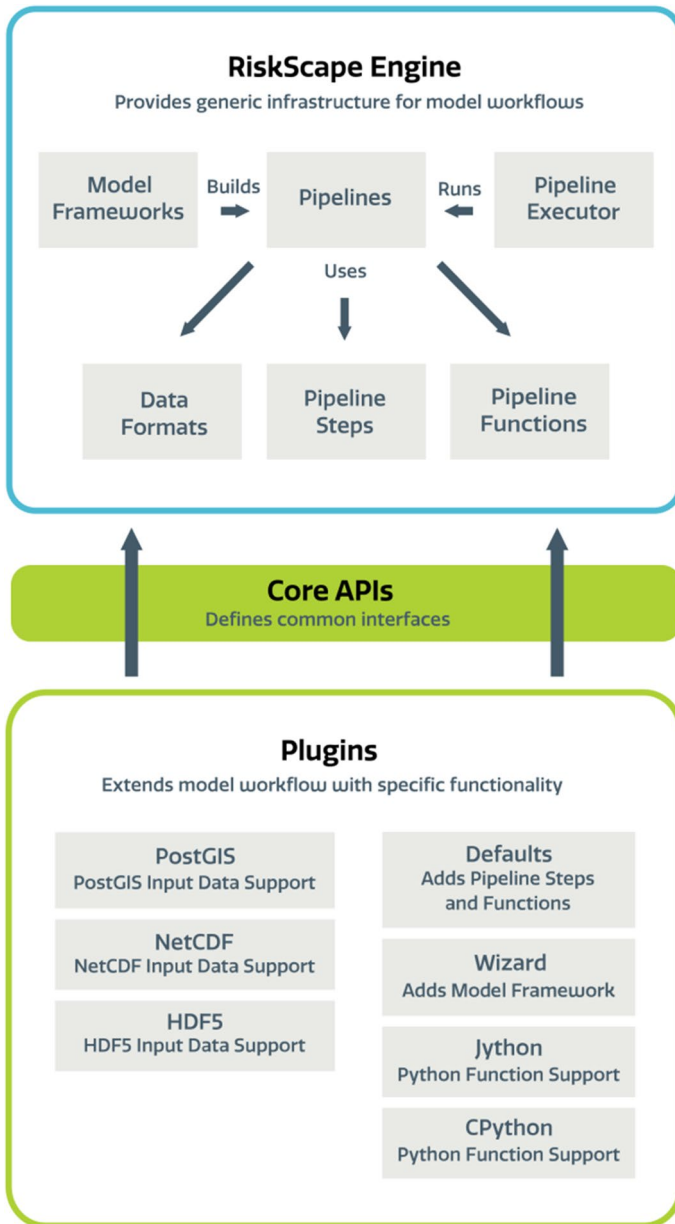 RiskScape Engine
Provides generic infrastructure for model workflows
Model
Frameworks
Builds
Pipelines
Runs
Pipeline
Executor
Uses
Data
Formats
Pipeline
Steps
Pipeline
Functions
Core APIs
Defines common interfaces
Plugins
Extends model workflow with specific functionality
PostGIS
PostGIS Input Data Support
NetCDF
NetCDF Input Data Support
HDF5
HDF5 Input Data Support
Defaults
Adds Pipeline Steps
and Functions
Wizard
Adds Model Framework
Jython
Python Function Support
CPython
Python Function Support